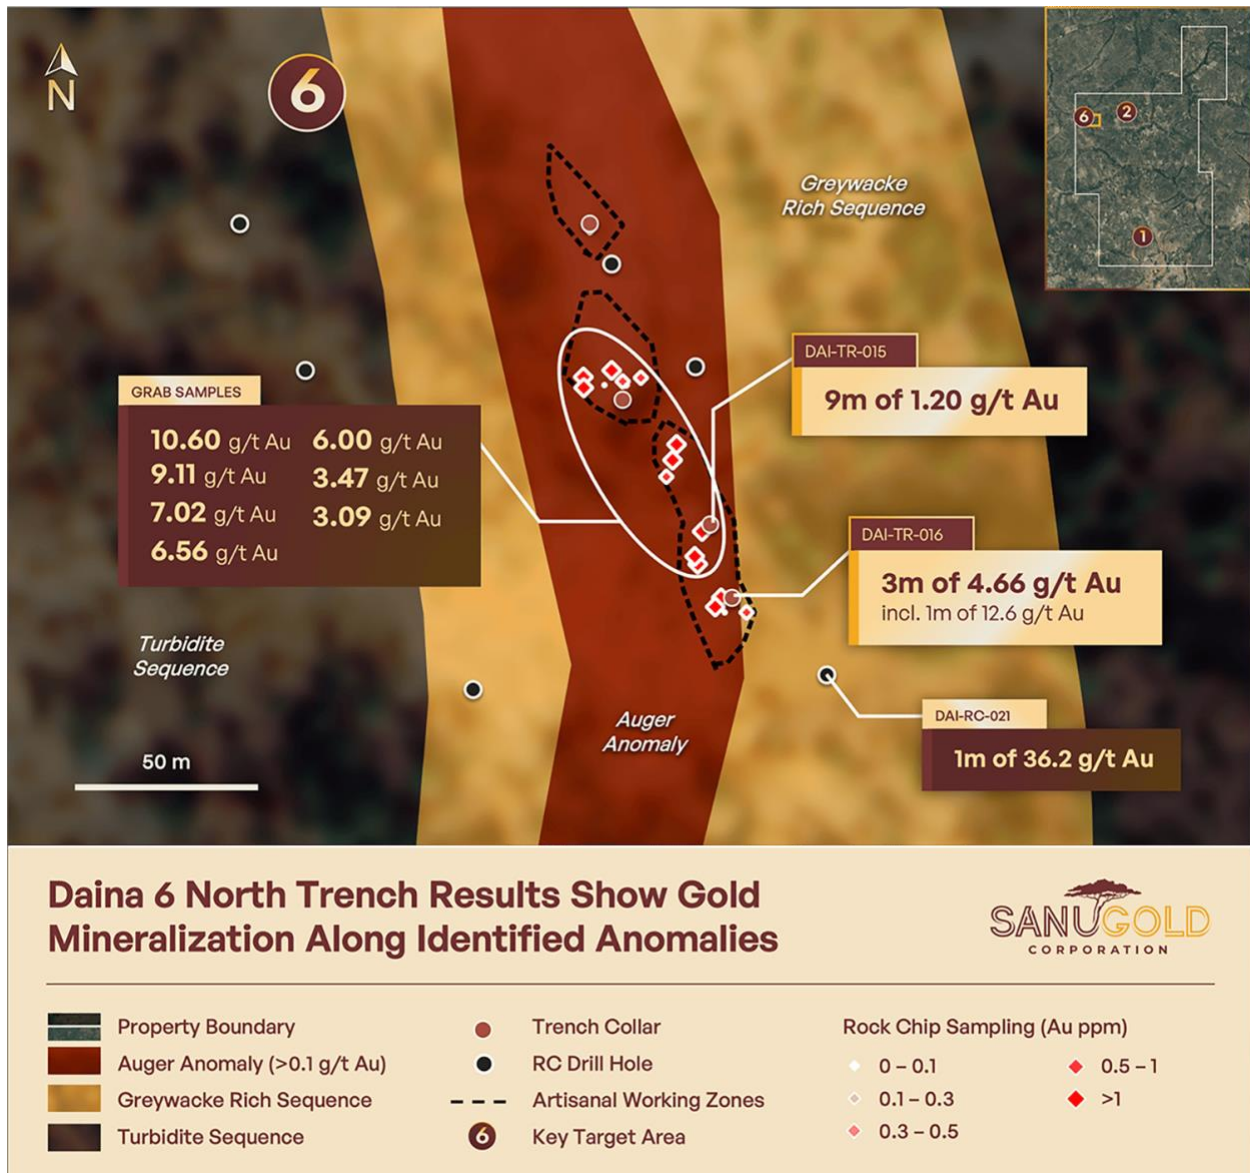 N
6
6
2
1
Greywacke
Rich Sequence
DAI-TR-015
9m of 1.20 g/t Au
GRAB SAMPLES
10.60 g/t Au 6.00 g/t Au
9.11 g/t Au 3.47 g/t Au
7.02 g/t Au 3.09 g/t Au
6.56 g/t Au
DAI-TR-016
3m of 4.66 g/t Au
incl. 1m of 12.6 g/t Au
Turbidite
Sequence
Auger
Anomaly
DAI-RC-021
1m of 36.2 g/t Au
50 m
Daina 6 North Trench Results Show Gold
Mineralization Along Identified Anomalies
SANUGOLD
CORPORATION
Property Boundary
Auger Anomaly (>0.1 g/t Au)
Greywacke Rich Sequence
Turbidite Sequence
Trench Collar
RC Drill Hole
Artisanal Working Zones
6 Key Target Area
Rock Chip Sampling (Au ppm)
0 – 0.1
0.1 – 0.3
0.3 – 0.5
0.5 – 1
>1